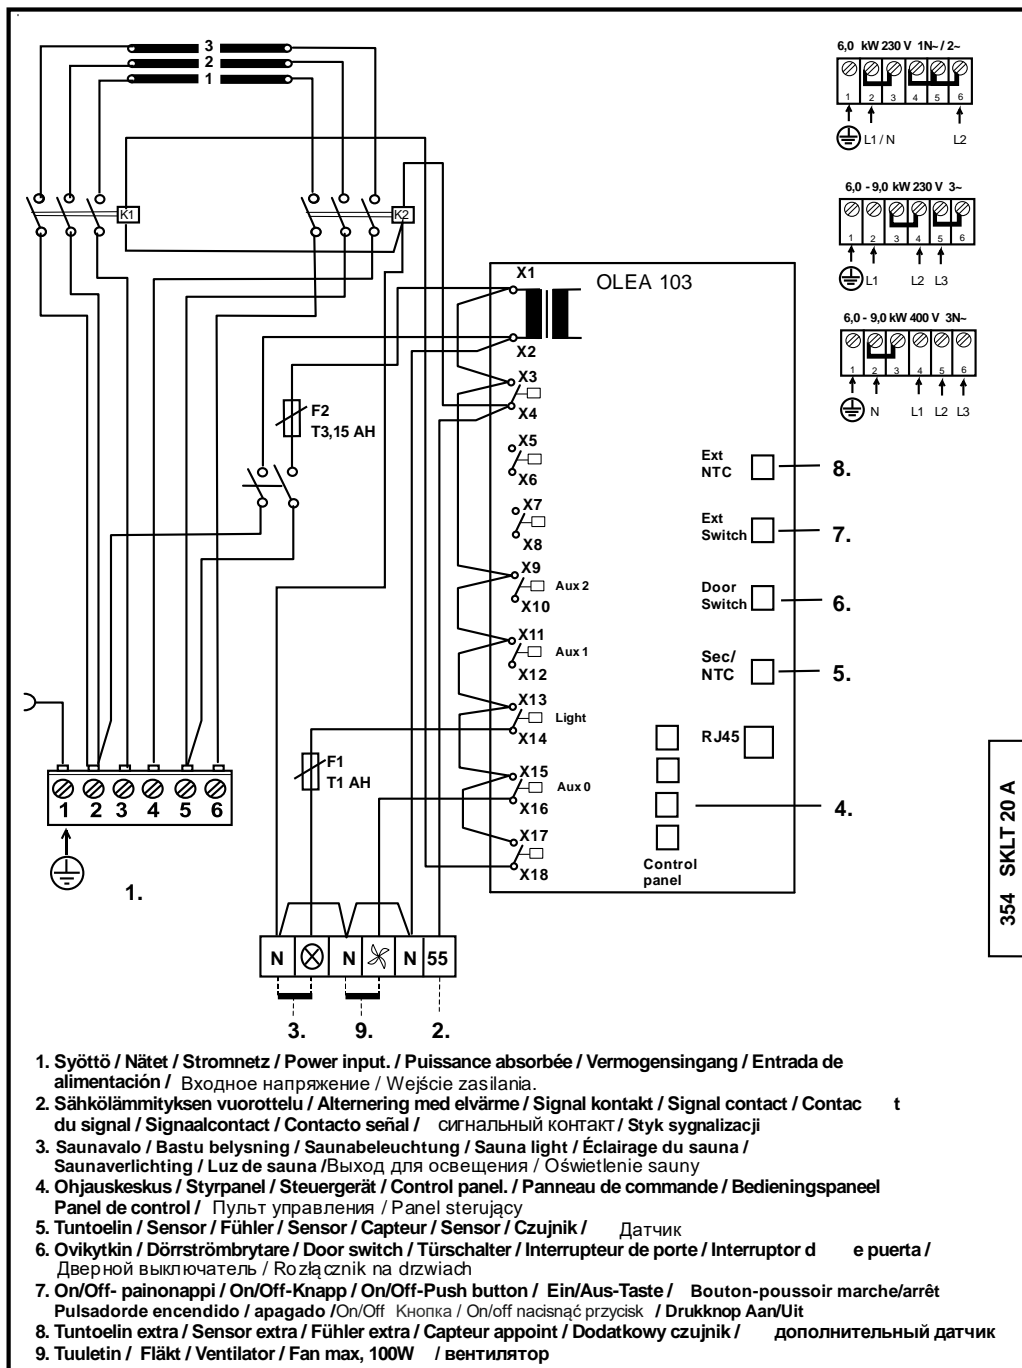 3
2
1
K1
K2
6,0 kW 230 V 1N~ / 2~
1 2 3 4 5 6
L1 / N L2
6,0 - 9,0 kW 230 V 3~
1 2 3 4 5 6
L1 L2 L3
6,0 - 9,0 kW 400 V 3N~
1 2 3 4 5 6
N L1 L2 L3
OLEA 103
X1
X2
X3
X4
X5
X6
X7
X8
X9
Aux 2
X10
X11
Aux 1
X12
X13
Light
X14
X15
Aux 0
X16
X17
X18
F2
T3,15 AH
F1
T1 AH
Ext
NTC
8.
Ext
Switch
7.
Door
Switch
6.
Sec/
NTC
5.
RJ45
4.
Control
panel
354 SKLT 20 A
1 2 3 4 5 6
1.
N N N 55
3. 9. 2.
1. Syöttö / Nätet / Stromnetz / Power input. / Puissance absorbée / Vermogensingang / Entrada de
alimentación / Входное напряжение / Wejście zasilania.
2. Sähkölämmityksen vuorottelu / Alternering med elvärme / Signal kontakt / Signal contact / Contac t
du signal / Signaalcontact / Contacto señal / сигнальный контакт / Styk sygnalizacji
3. Saunavalo / Bastu belysning / Saunabeleuchtung / Sauna light / Éclairage du sauna /
Saunaverlichting / Luz de sauna /Выход для освещения / Oświetlenie sauny
4. Ohjauskeskus / Styrpanel / Steuergerät / Control panel. / Panneau de commande / Bedieningspaneel
Panel de control / Пульт управления / Panel sterujący
5. Tuntoelin / Sensor / Fühler / Sensor / Capteur / Sensor / Czujnik / Датчик
6. Ovikytkin / Dörrströmbrytare / Door switch / Türschalter / Interrupteur de porte / Interruptor d e puerta /
Дверной выключатель / Rozłącznik na drzwiach
7. On/Off- painonappi / On/Off-Knapp / On/Off-Push button / Ein/Aus-Taste / Bouton-poussoir marche/arrêt
Pulsadorde encendido / apagado /On/Off Кнопка / On/off nacisnąć przycisk / Drukknop Aan/Uit
8. Tuntoelin extra / Sensor extra / Fühler extra / Capteur appoint / Dodatkowy czujnik / дополнительный датчик
9. Tuuletin / Fläkt / Ventilator / Fan max, 100W / вентилятор